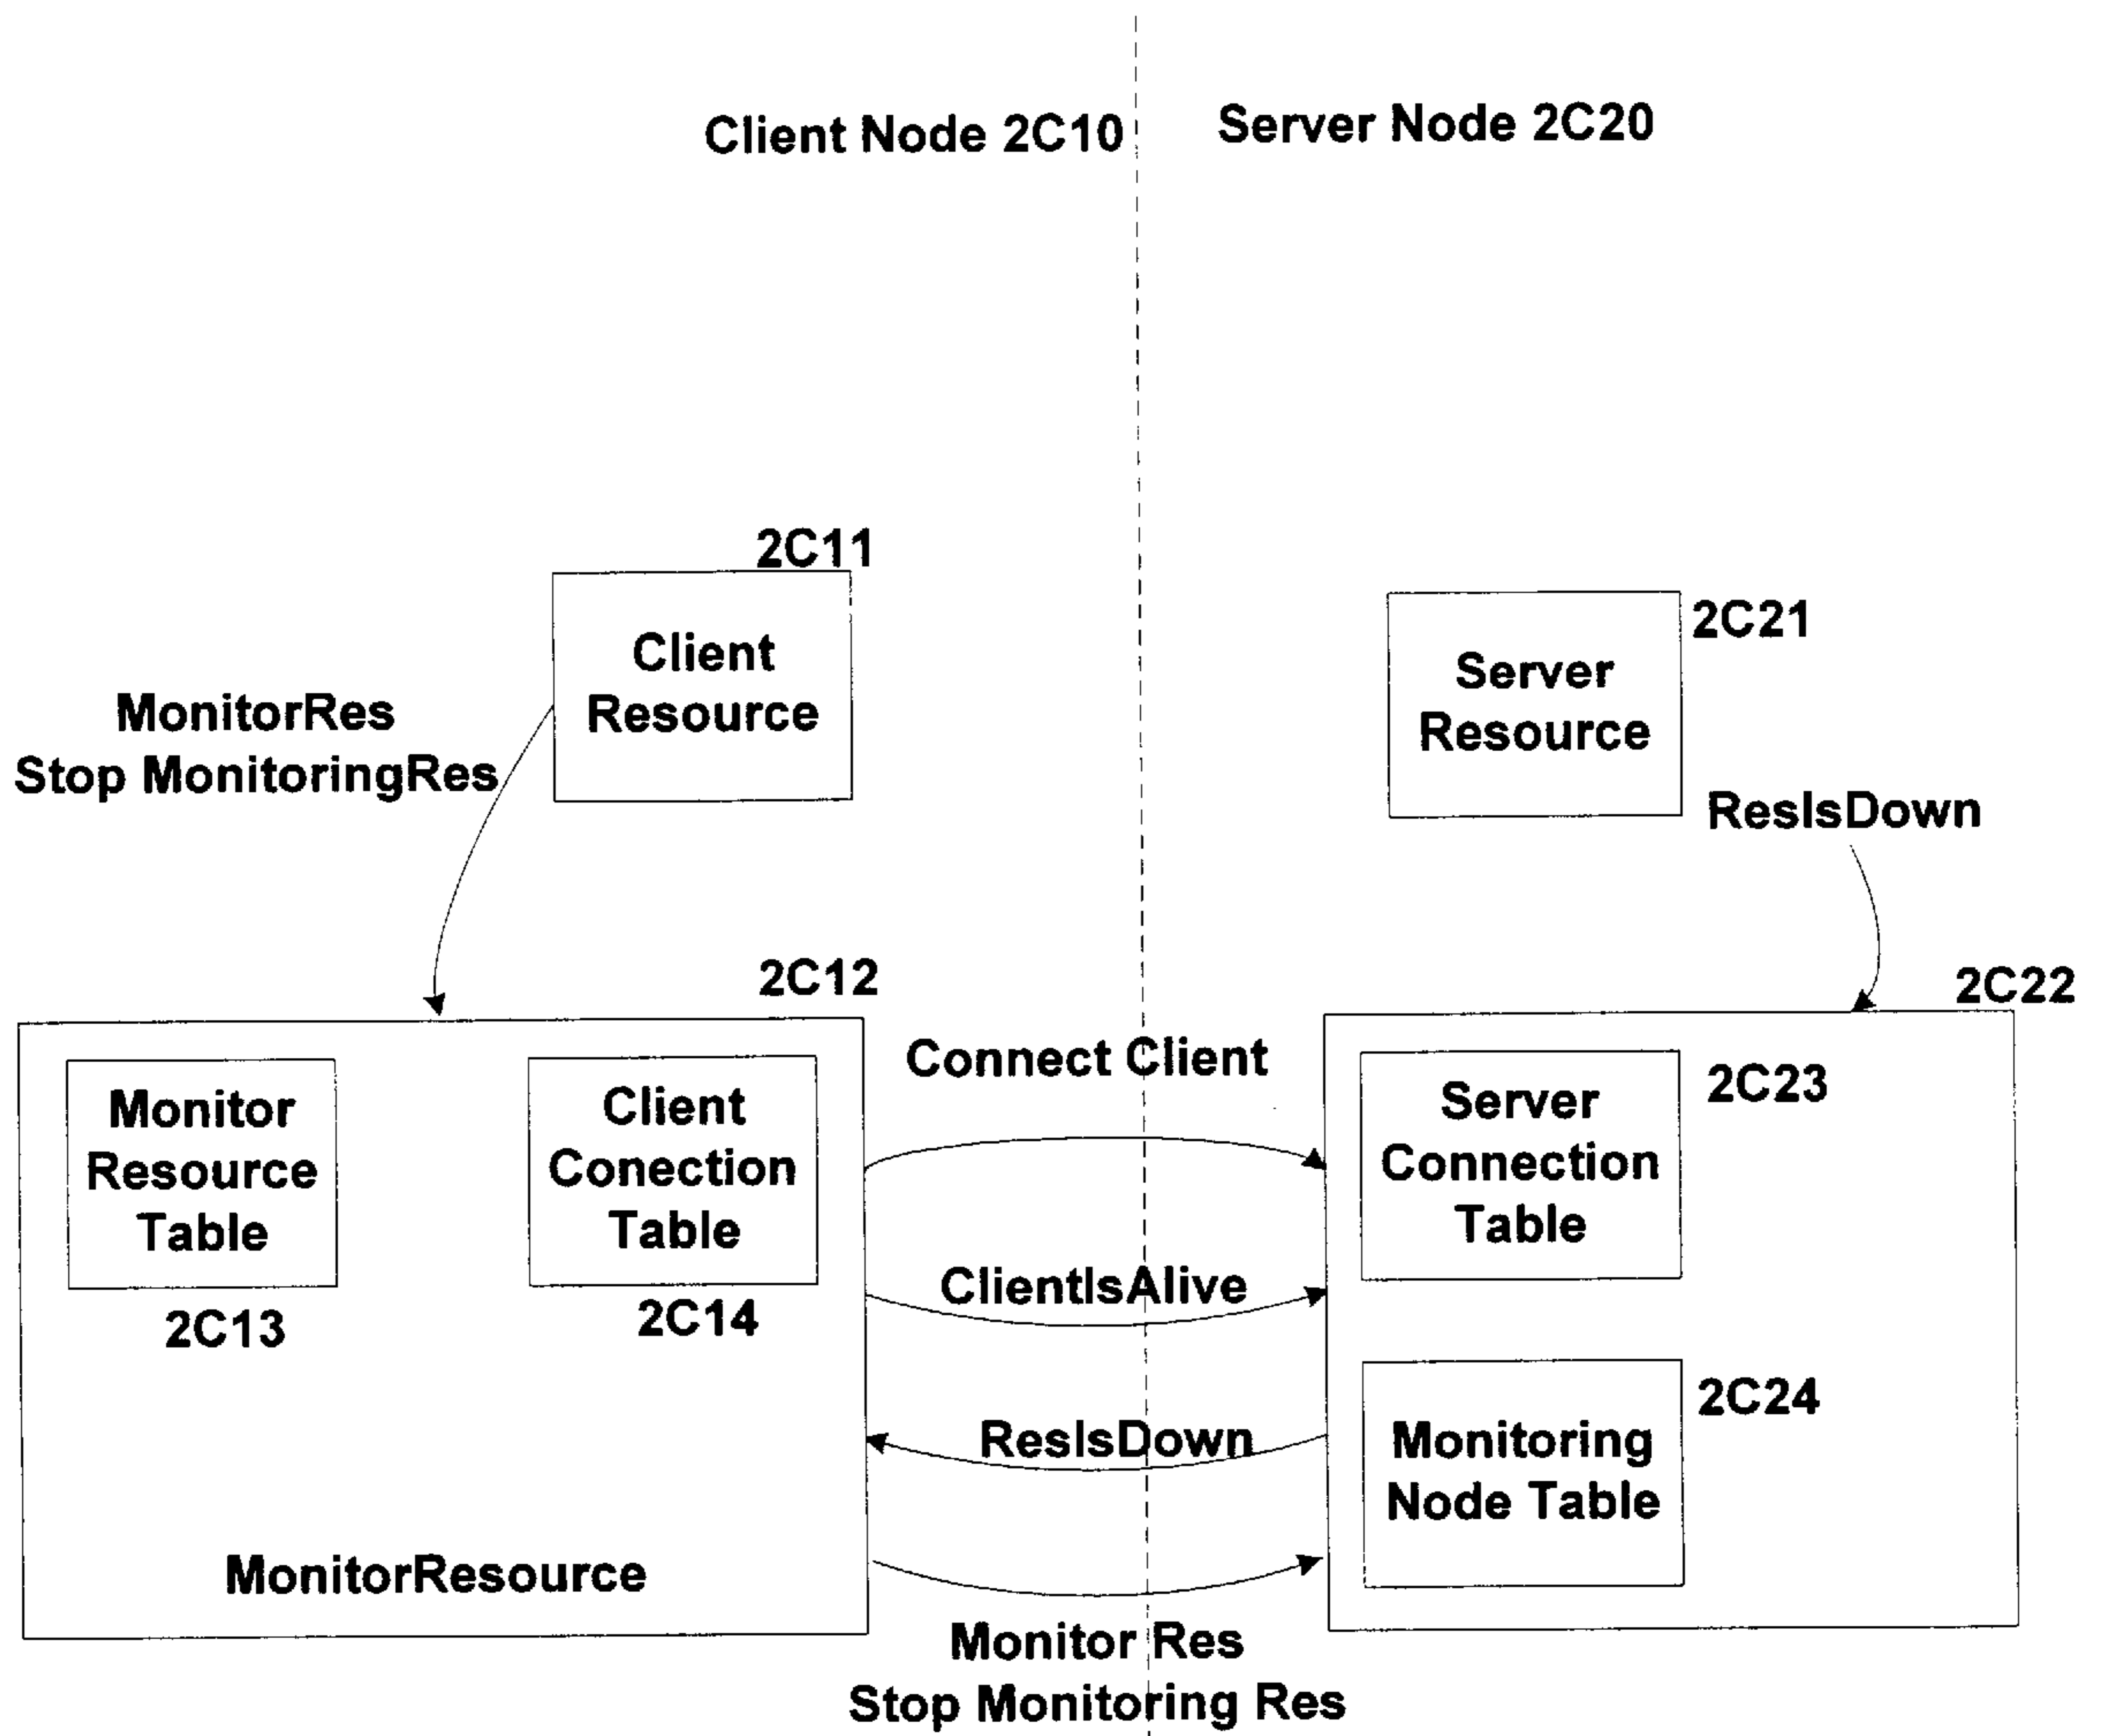 Client Node 2C10
Server Node 2C20
2C11
Client
Resource
MonitorRes
Stop MonitoringRes
2C21
Server
Resource
ResIsDown
2C12
2C22
Monitor
Resource
Table
2C13
Client
Conection
Table
2C14
MonitorResource
Connect Client
ClientIsAlive
ResIsDown
Monitor Res
Stop Monitoring Res
Server
Connection
Table
2C23
Monitoring
Node Table
2C24